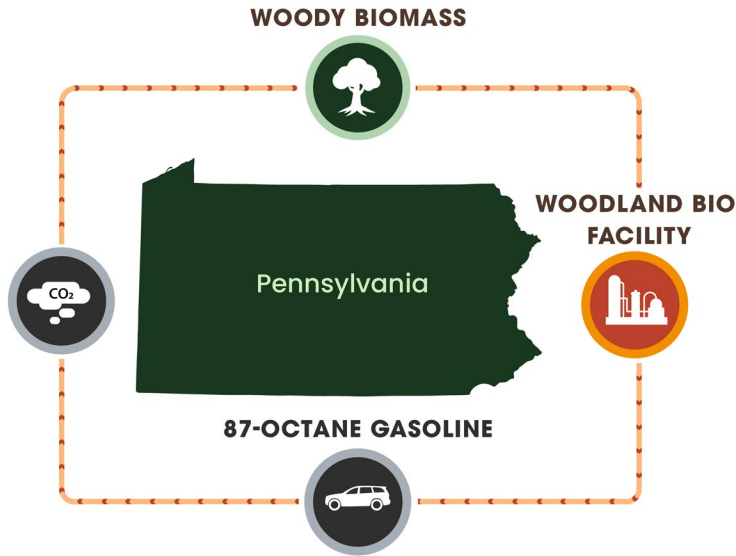 WOODY BIOMASS
WOODLAND BIO
FACILITY
Pennsylvania
CO₂
87-OCTANE GASOLINE